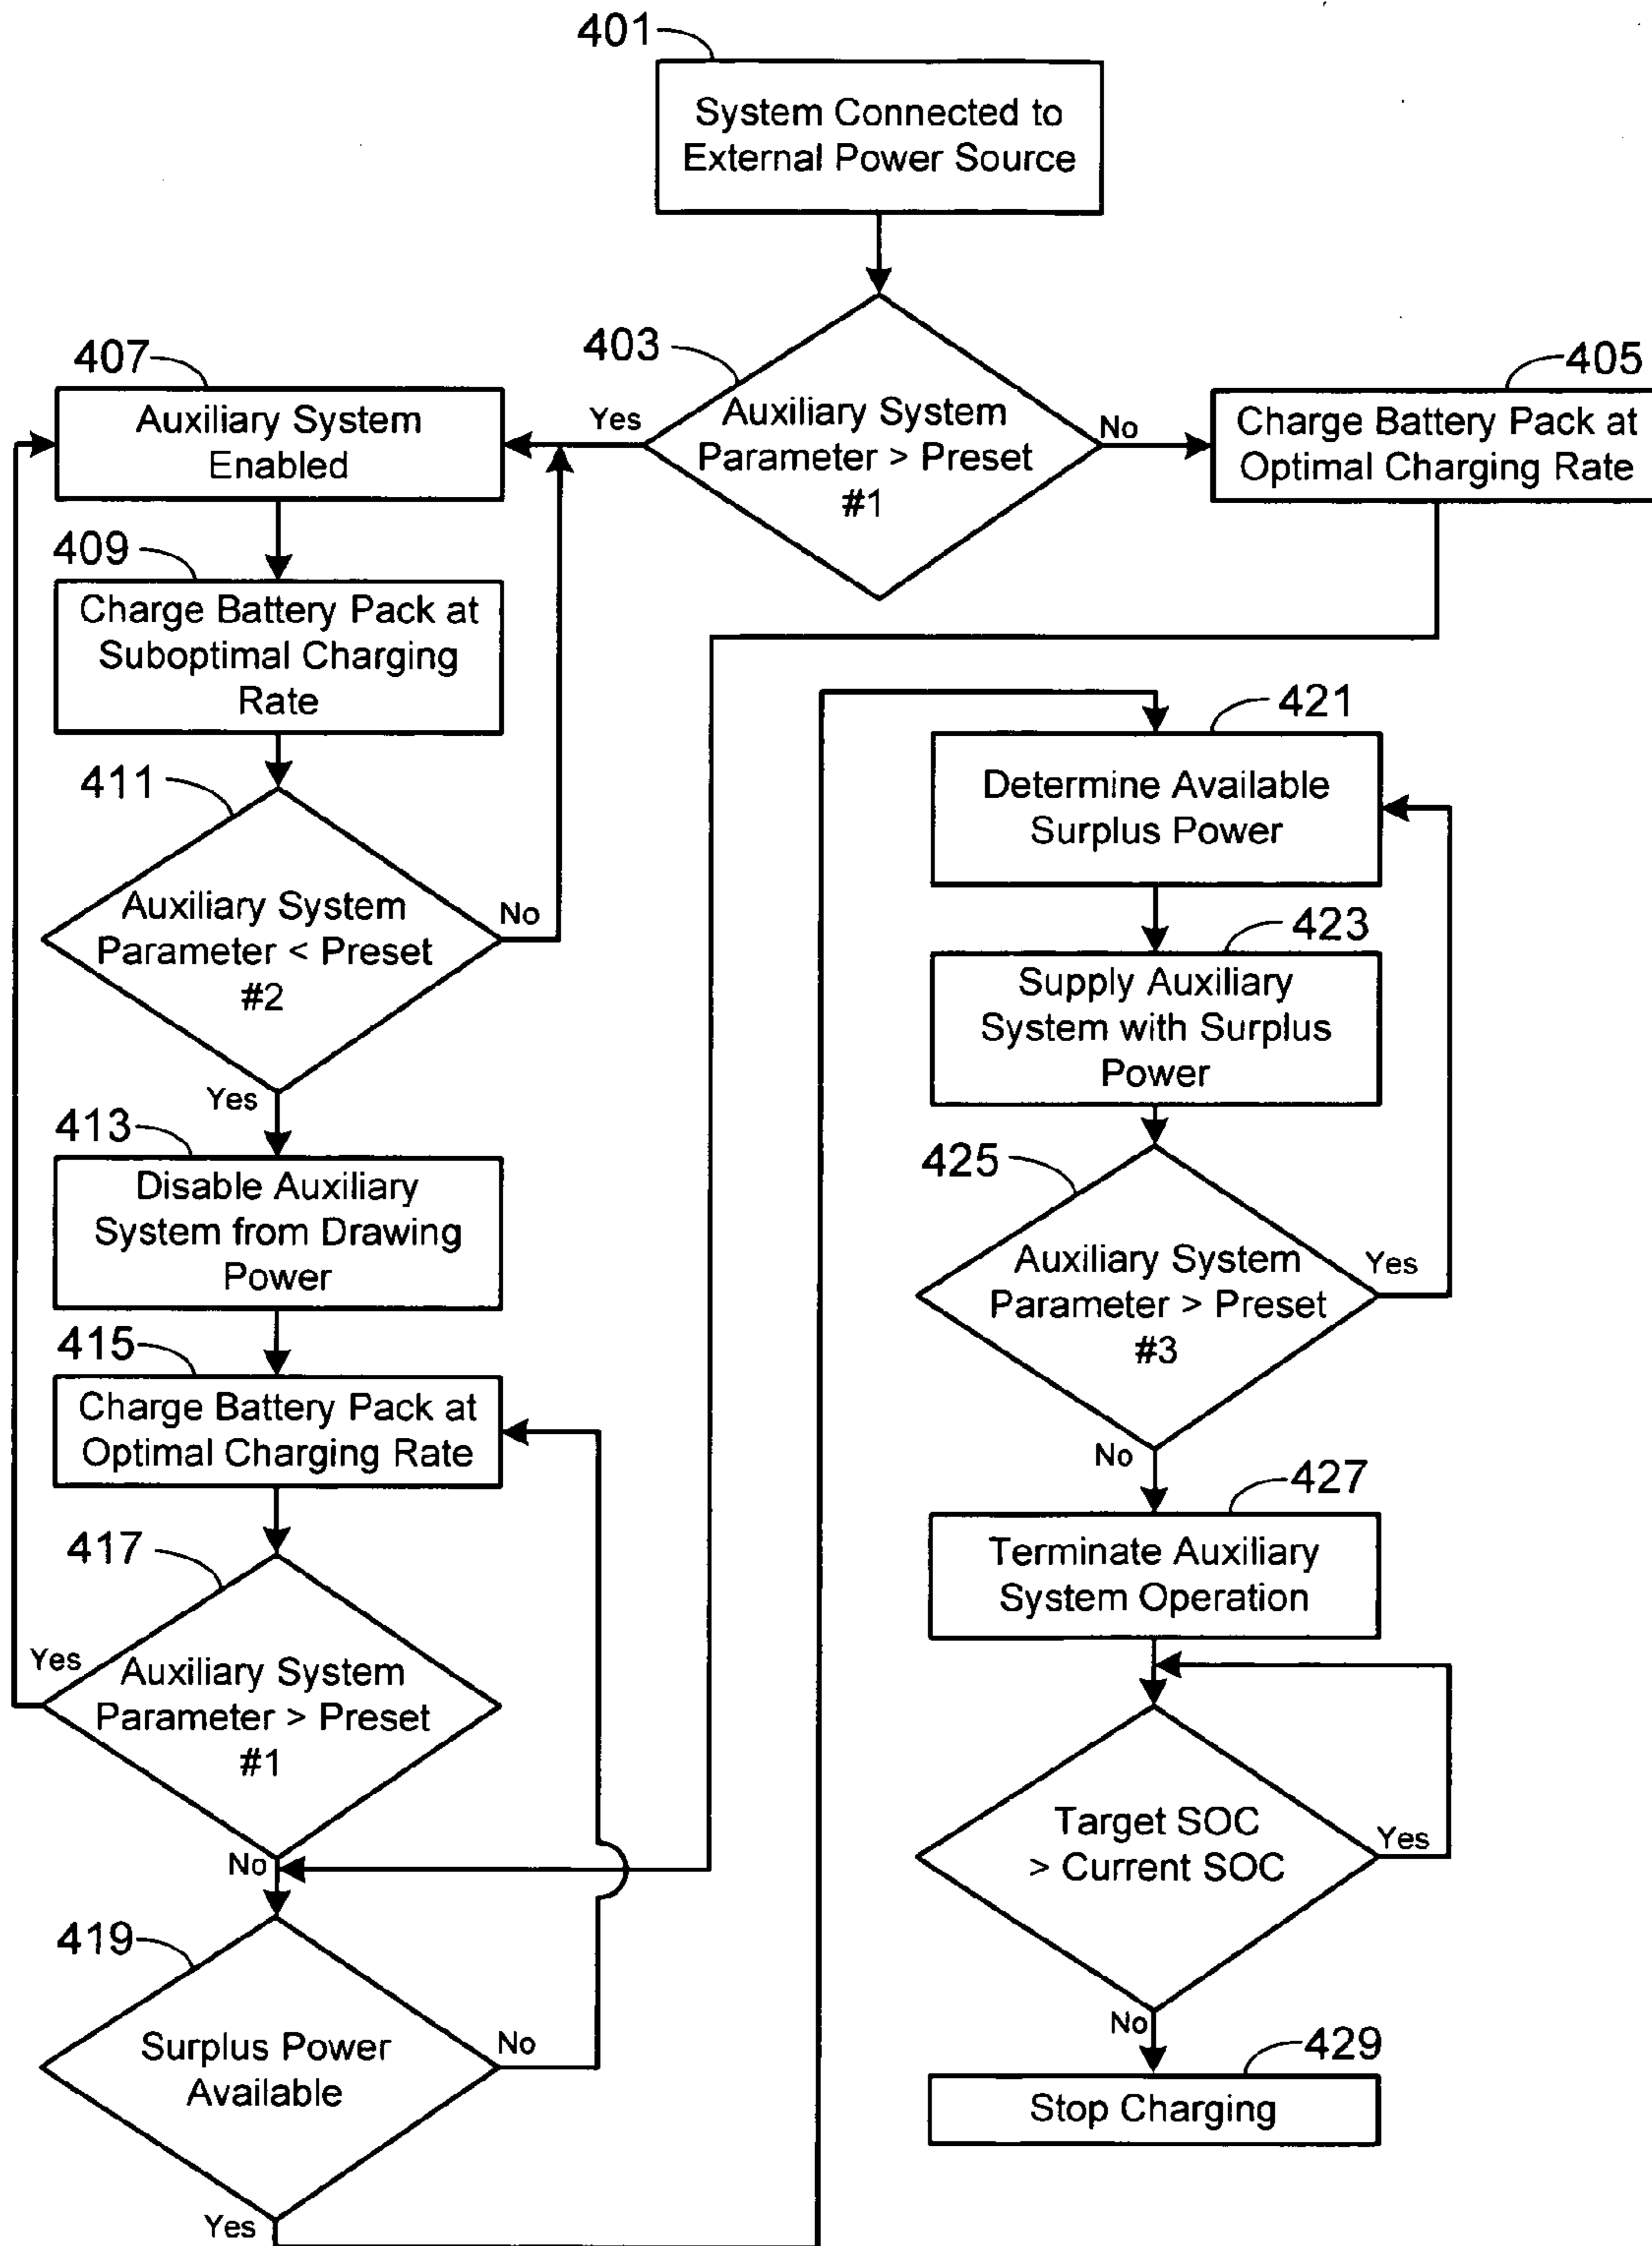 401
System Connected to
External Power Source
403
Auxiliary System
Parameter > Preset
#1
Yes
No
405
Charge Battery Pack at
Optimal Charging Rate
407
Auxiliary System
Enabled
409
Charge Battery Pack at
Suboptimal Charging
Rate
411
Auxiliary System
Parameter < Preset
#2
No
Yes
413
Disable Auxiliary
System from Drawing
Power
415
Charge Battery Pack at
Optimal Charging Rate
417
Yes
Auxiliary System
Parameter > Preset
#1
No
419
Surplus Power
Available
No
Yes
421
Determine Available
Surplus Power
423
Supply Auxiliary
System with Surplus
Power
425
Auxiliary System
Parameter > Preset
#3
Yes
No
427
Terminate Auxiliary
System Operation
Target SOC
> Current SOC
Yes
No
429
Stop Charging